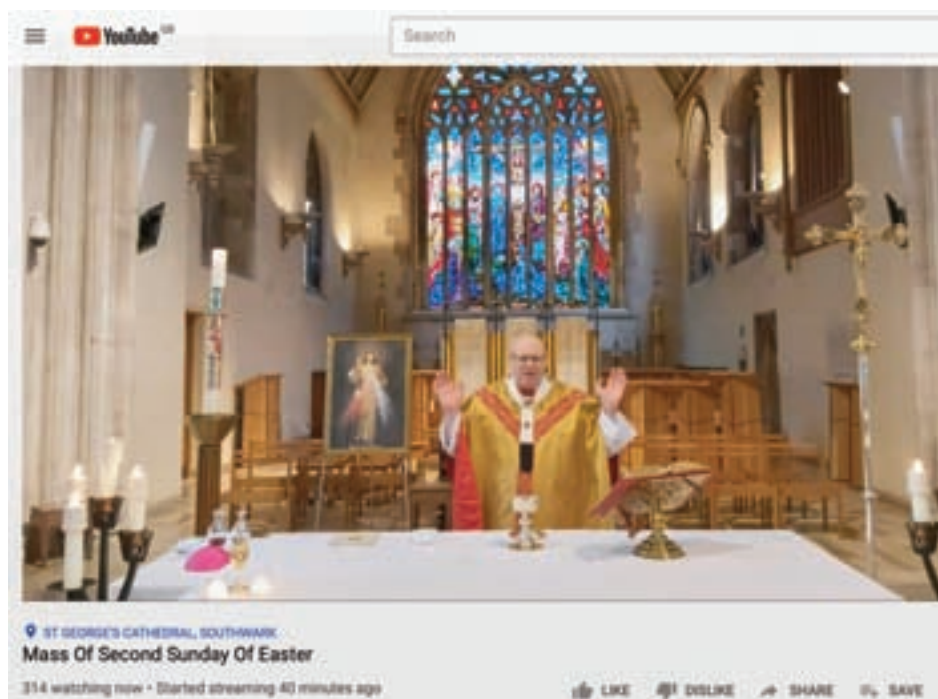 YouTube GB
Search
ST GEORGE'S CATHEDRAL, SOUTHWARK
Mass Of Second Sunday Of Easter
314 watching now • Started streaming 40 minutes ago
LIKE DISLIKE SHARE SAVE